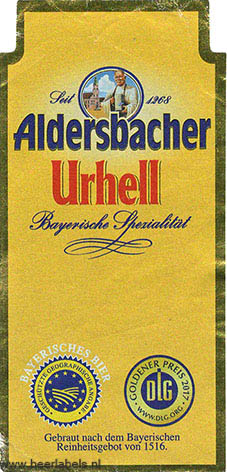 Seit 1268
Aldersbacher
Urhell
Bayerische Spezialität
BAYERISCHES BIER
GESCHÜTZTE GEOGRAPHISCHE ANGABE
GOLDENER PREIS 2017
DLG
WWW.DLG.ORG
Gebraut nach dem Bayerischen
Reinheitsgebot von 1516.
www.beerlabels.nl